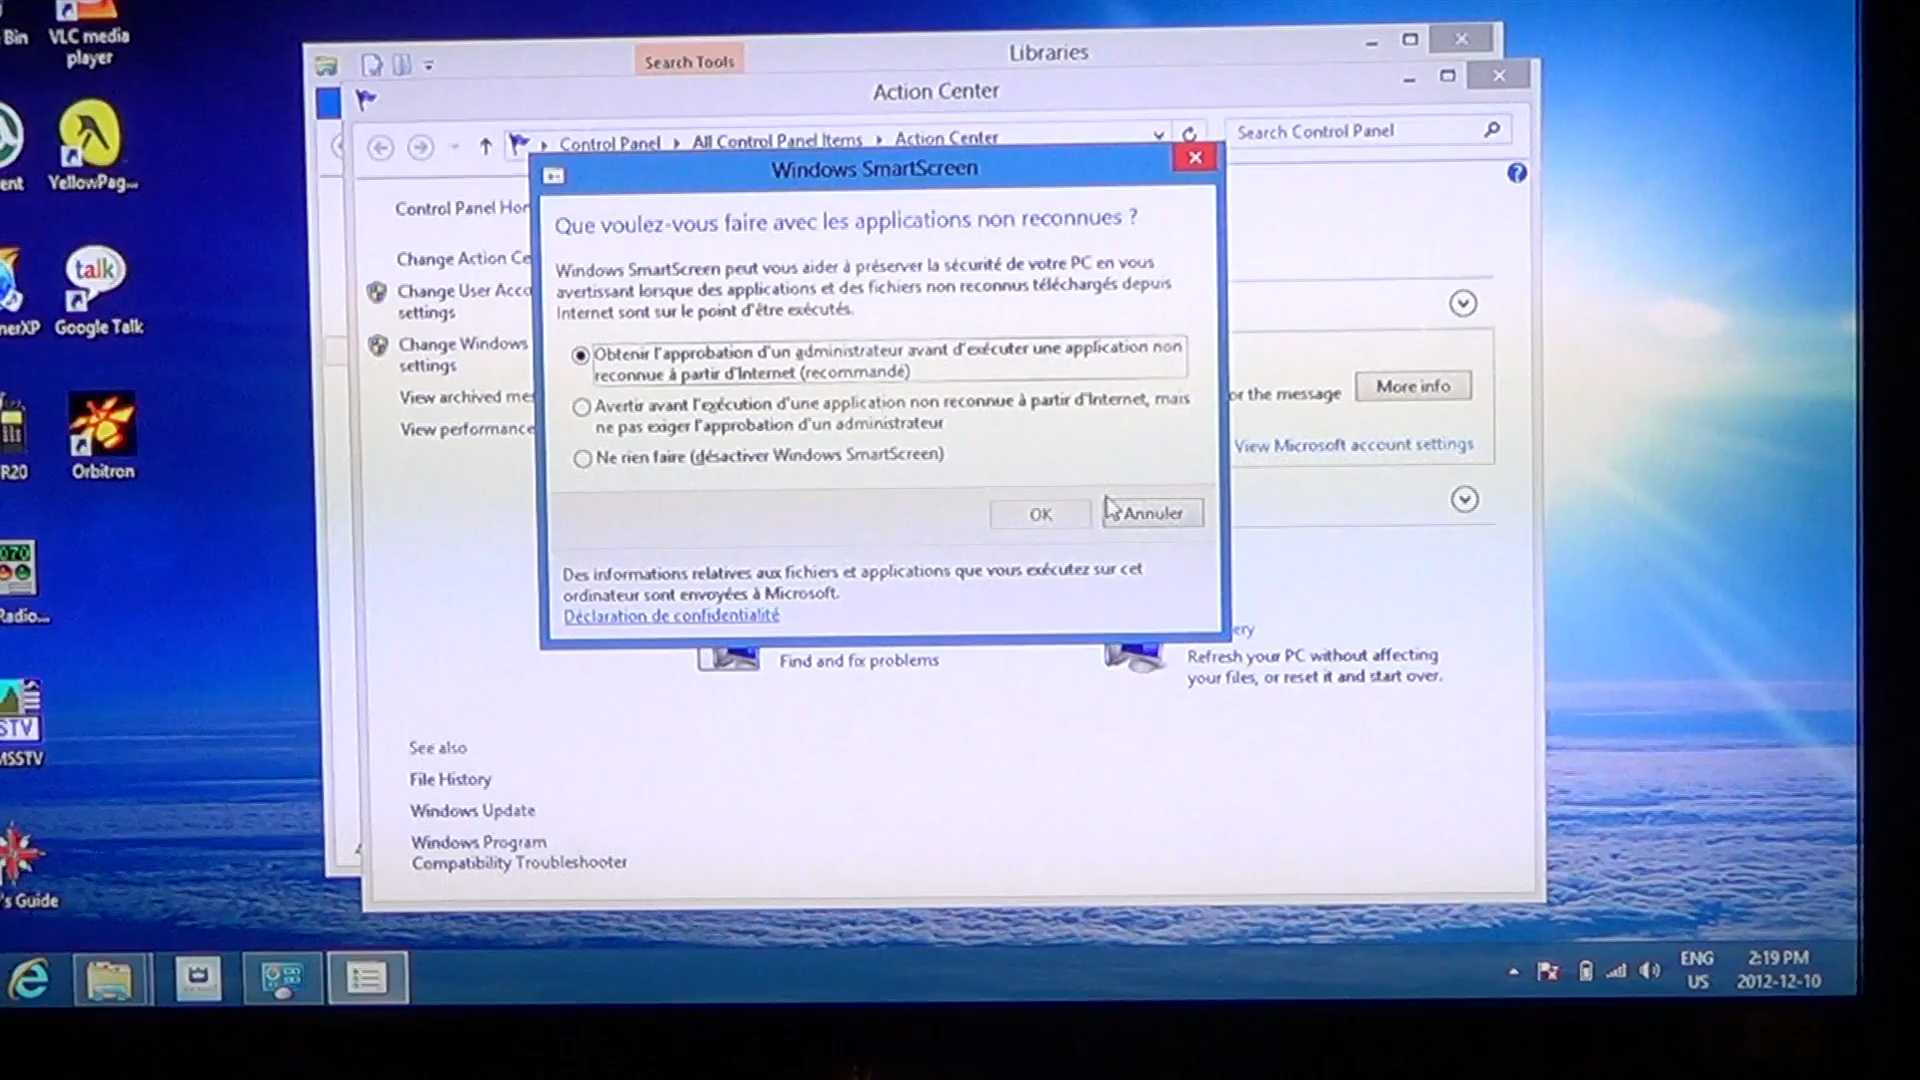 Bin
VLC media
player
ent
YellowPag...
talk
nerXP
Google Talk
R20
Orbitron
070
Radio...
STV
MSSTV
's Guide
Search Tools
Libraries
Action Center
Control Panel
All Control Panel Items
Action Center
Search Control Panel
Control Panel Hor
Change Action Ce
Change User Acco
settings
Change Windows
settings
View archived mes
View performance
Windows SmartScreen
Que voulez-vous faire avec les applications non reconnues ?
Windows SmartScreen peut vous aider à préserver la sécurité de votre PC en vous
avertissant lorsque des applications et des fichiers non reconnus téléchargés depuis
Internet sont sur le point d'être exécutés.
Obtenir l'approbation d'un administrateur avant d'exécuter une application non
reconnue à partir d'Internet (recommandé)
Avertir avant l'exécution d'une application non reconnue à partir d'Internet, mais
ne pas exiger l'approbation d'un administrateur
Ne rien faire (désactiver Windows SmartScreen)
OK
Annuler
Des informations relatives aux fichiers et applications que vous exécutez sur cet
ordinateur sont envoyées à Microsoft.
Déclaration de confidentialité
or the message
More info
View Microsoft account settings
ery
Find and fix problems
Refresh your PC without affecting
your files, or reset it and start over.
See also
File History
Windows Update
Windows Program
Compatibility Troubleshooter
ENG
US
2:19 PM
2012-12-10